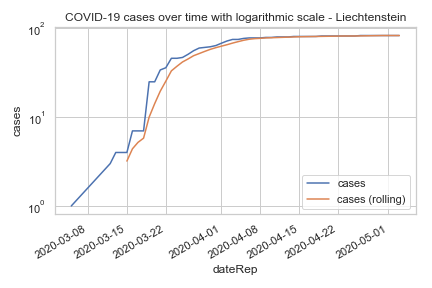 COVID-19 cases over time with logarithmic scale - Liechtenstein
10²
10¹
10⁰
cases
cases
cases (rolling)
2020-03-08
2020-03-15
2020-03-22
2020-04-01
2020-04-08
2020-04-15
2020-04-22
2020-05-01
dateRep